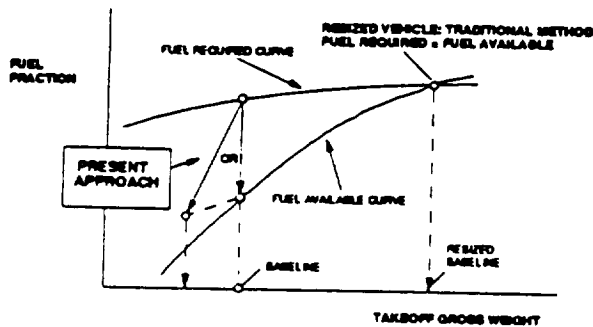 RESIZED VEHICLE: TRADITIONAL METHOD
FUEL REQUIRED = FUEL AVAILABLE
FUEL REQUIRED CURVE
FUEL
FRACTION
OR
PRESENT
APPROACH
FUEL AVAILABLE CURVE
BASELINE
RESIZED
BASELINE
TAKEOFF GROSS WEIGHT